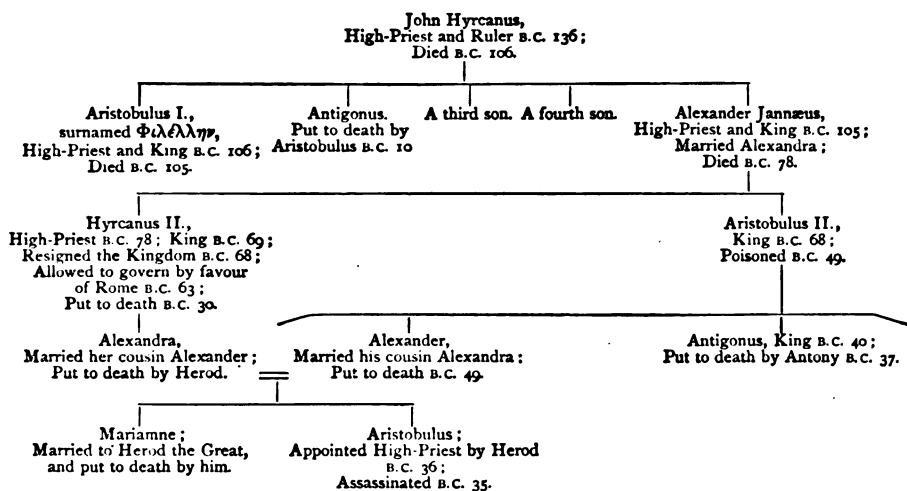 John Hyrcanus,
High-Priest and Ruler B.C. 136;
Died B.C. 106.
Aristobulus I.,
surnamed Φιλέλλην,
High-Priest and King B.C. 106;
Died B.C. 105.
Antigonus.
Put to death by
Aristobulus B.C. 10
A third son.
A fourth son.
Alexander Jannæus,
High-Priest and King B.C. 105;
Married Alexandra;
Died B.C. 78.
Hyrcanus II.,
High-Priest B.C. 78; King B.C. 69;
Resigned the Kingdom B.C. 68;
Allowed to govern by favour
of Rome B.C. 63;
Put to death B.C. 30.
Aristobulus II.,
King B.C. 68;
Poisoned B.C. 49.
Alexandra,
Married her cousin Alexander;
Put to death by Herod.
Alexander,
Married his cousin Alexandra;
Put to death B.C. 49.
Antigonus, King B.C. 40;
Put to death by Antony B.C. 37.
Mariamne;
Married to Herod the Great,
and put to death by him.
Aristobulus;
Appointed High-Priest by Herod
B.C. 36;
Assassinated B.C. 35.